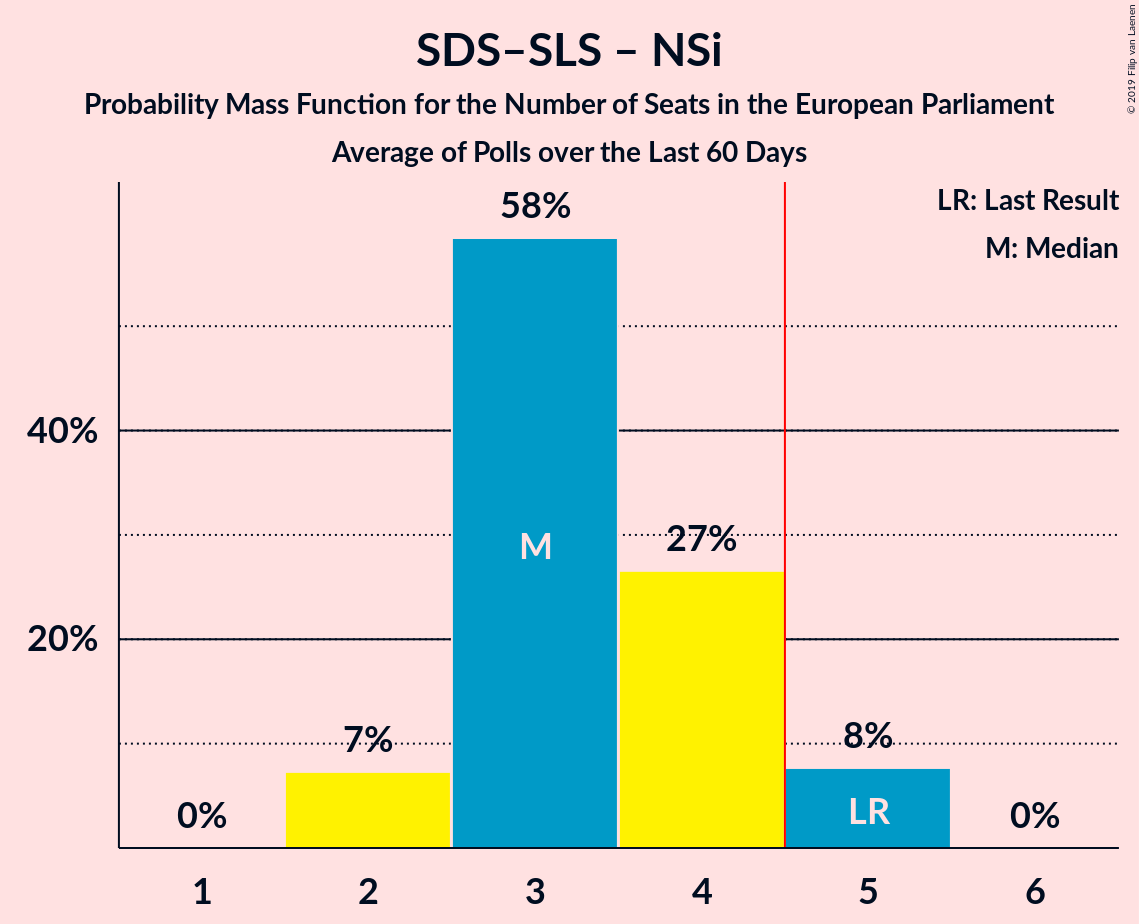 SDS–SLS – NSi
Probability Mass Function for the Number of Seats in the European Parliament
Average of Polls over the Last 60 Days
© 2019 Filip van Laenen
LR: Last Result
M: Median
58%
40%
M
27%
20%
7%
8%
0%
LR
0%
1 2 3 4 5 6